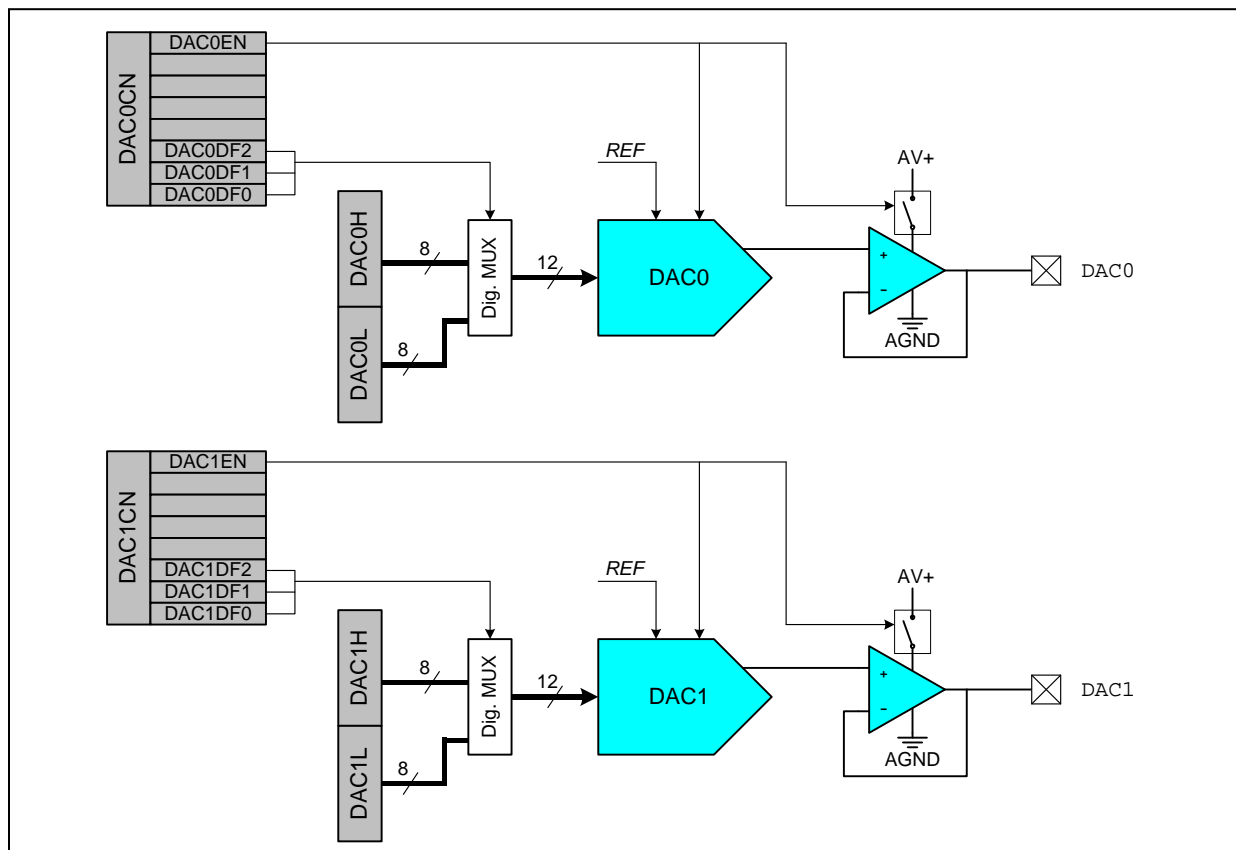 DAC0EN
DAC0CN
DAC0DF2
DAC0DF1
DAC0DF0
REF
AV+
DAC0H
8
Dig. MUX
12
DAC0
+
-
DAC0
DAC0L
8
AGND
DAC1EN
DAC1CN
DAC1DF2
DAC1DF1
DAC1DF0
REF
AV+
DAC1H
8
Dig. MUX
12
DAC1
+
-
DAC1
DAC1L
8
AGND